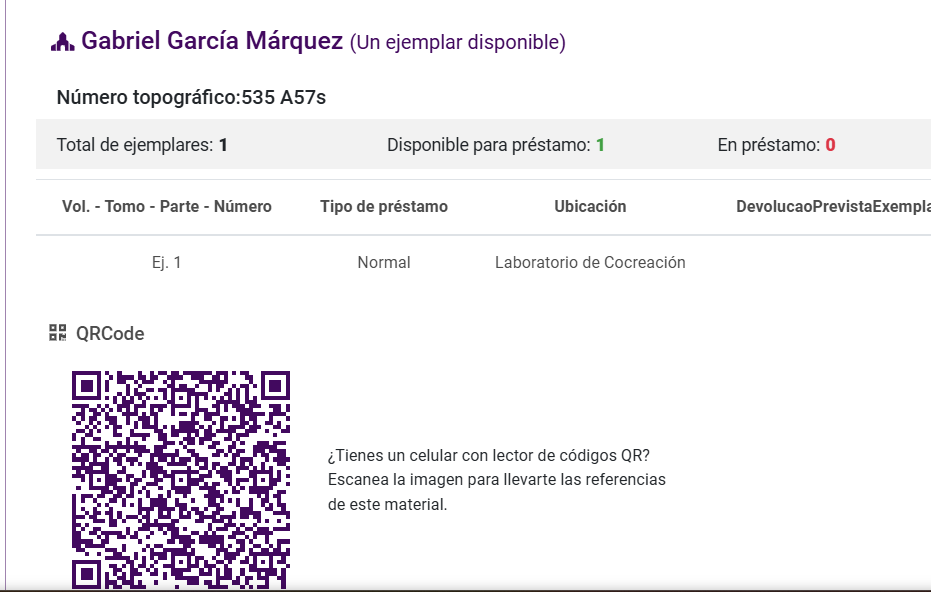 Gabriel García Márquez (Un ejemplar disponible)
Número topográfico:535 A57s
Total de ejemplares: 1 Disponible para préstamo: 1 En préstamo: 0
Vol. - Tomo - Parte - Número Tipo de préstamo Ubicación DevolucaoPrevistaExempla
Ej. 1 Normal Laboratorio de Cocreación
QRCode
¿Tienes un celular con lector de códigos QR?
Escanea la imagen para llevarte las referencias
de este material.